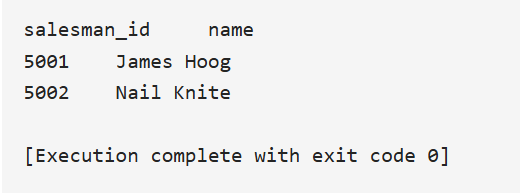 salesman_id     name
5001    James Hoog
5002    Nail Knite
[Execution complete with exit code 0]